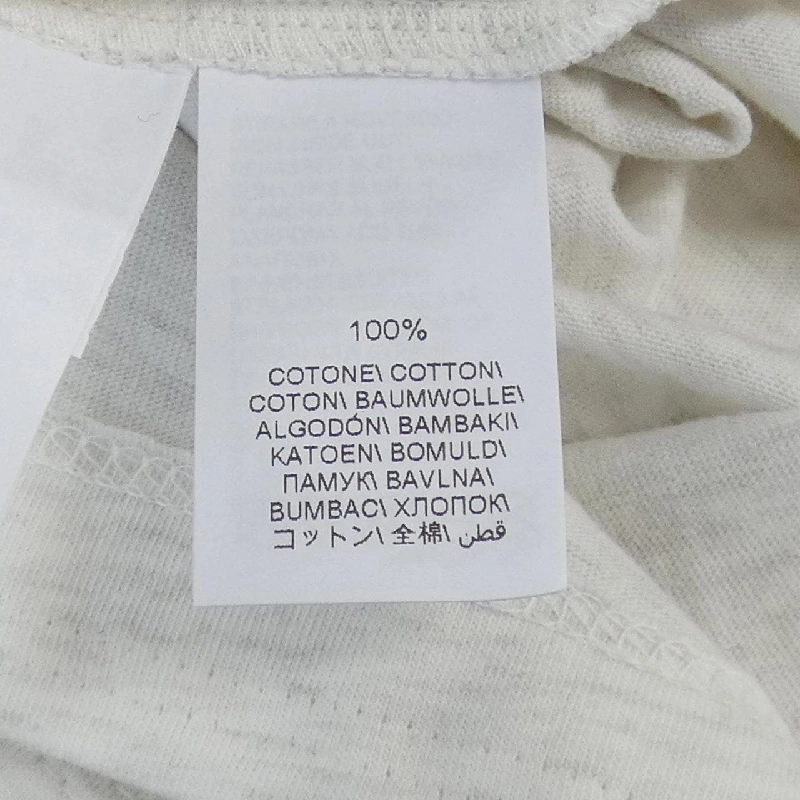 100%
COTONE\ COTTON\
COTON\ BAUMWOLLE\
ALGODÓN\ BAMBAKI\
KATOEN\ BOMULD\
ПАМУК\ BAVLNA\
BUMBAC\ ХЛОПОК\
コットン\ 全棉\ قطن